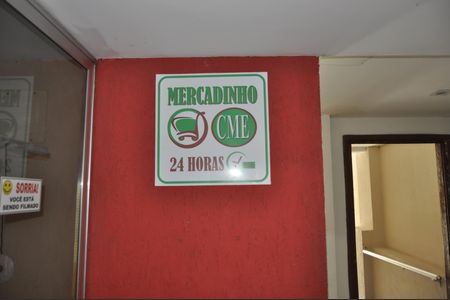 MERCADINHO
CME
24 HORAS
SORRIA!
VOCÊ ESTÁ
SENDO FILMADO